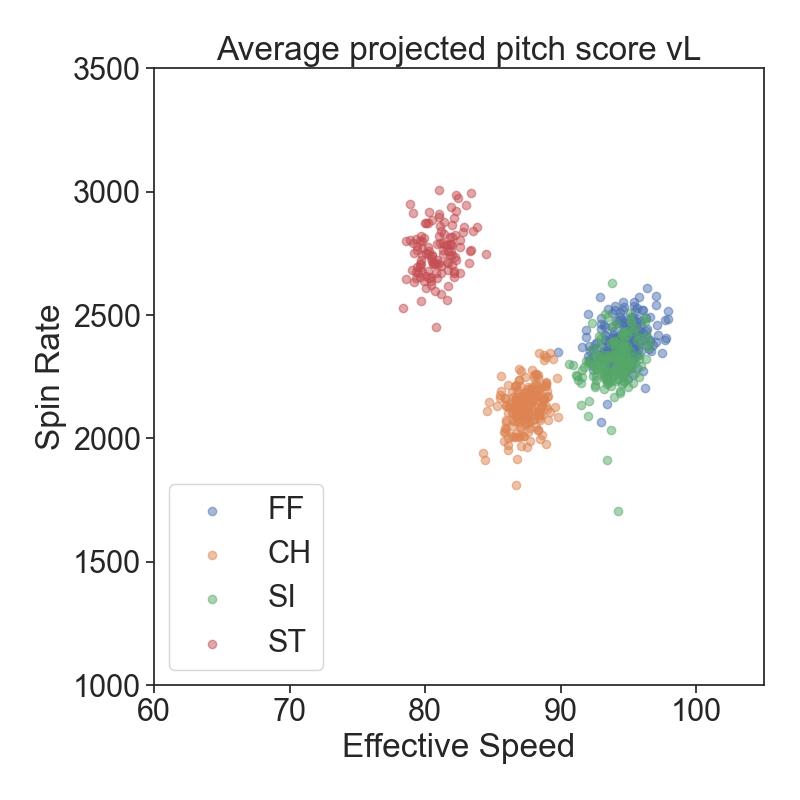 Average projected pitch score vL
3500
3000
2500
2000
1500
1000
Spin Rate
FF
CH
SI
ST
60 70 80 90 100
Effective Speed